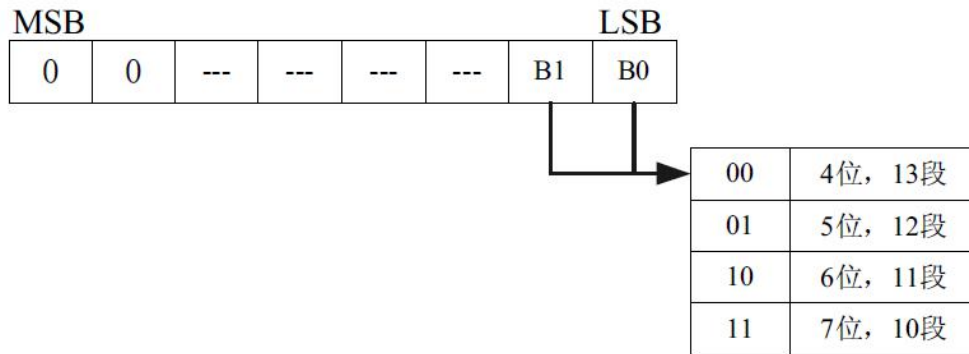 MSB LSB
0 0 --- --- --- --- B1 B0
00 4位，13段
01 5位，12段
10 6位，11段
11 7位，10段